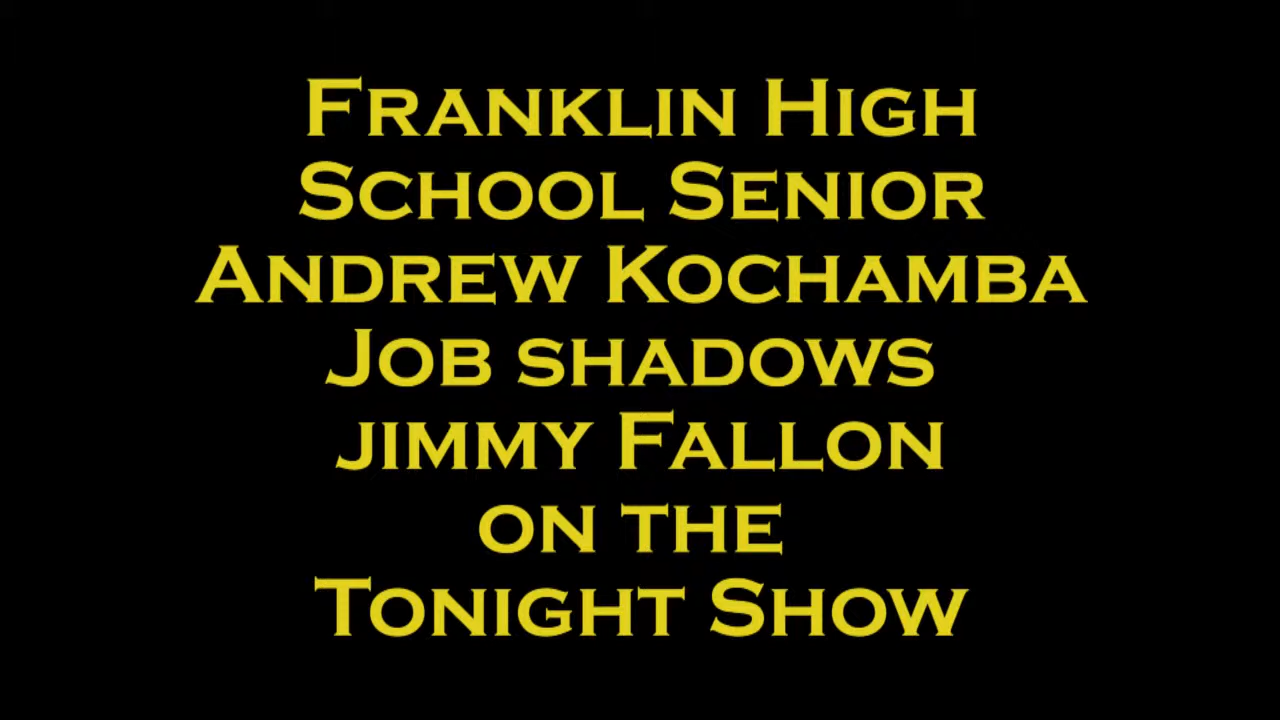 Franklin High
School Senior
Andrew Kochamba
Job shadows
jimmy Fallon
on the
Tonight Show